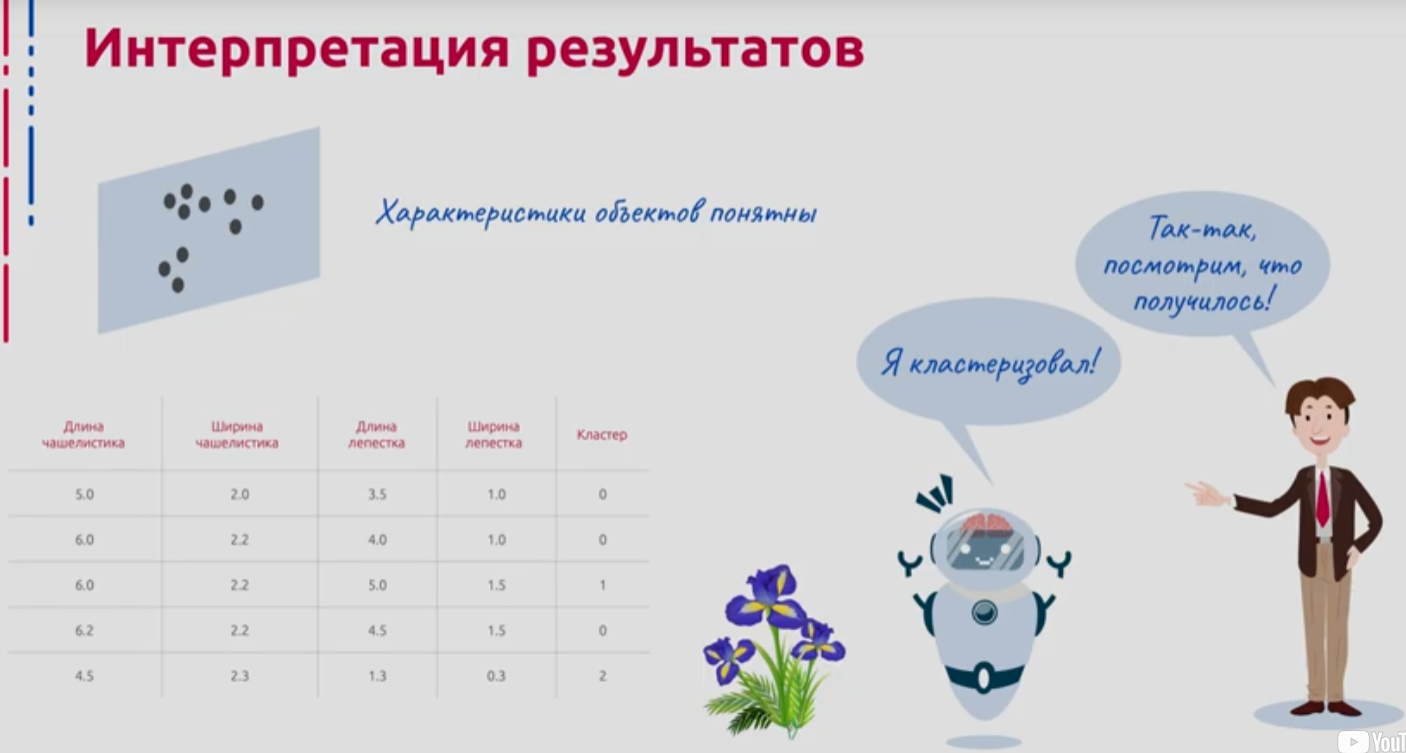 Интерпретация результатов
Характеристики объектов понятны
Так-так,
посмотрим, что
получилось!
Я кластеризовал!
Длина чашелистика Ширина чашелистика Длина лепестка Ширина лепестка Кластер
5.0 2.0 3.5 1.0 0
6.0 2.2 4.0 1.0 0
6.0 2.2 5.0 1.5 1
6.2 2.2 4.5 1.5 0
4.5 2.3 1.3 0.3 2